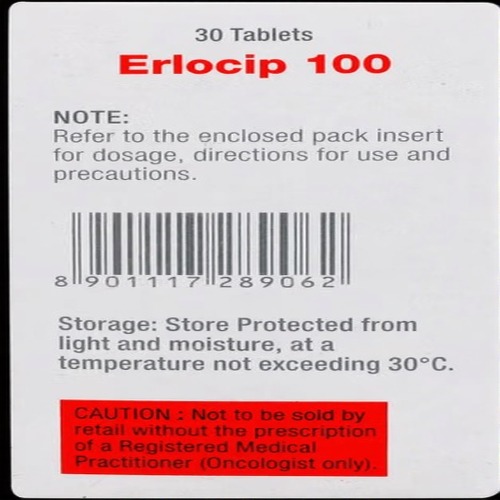 30 Tablets
Erlocip 100
NOTE:
Refer to the enclosed pack insert
for dosage, directions for use and
precautions.
8 901117 289062
Storage: Store Protected from
light and moisture, at a
temperature not exceeding 30°C.
CAUTION : Not to be sold by
retail without the prescription
of a Registered Medical
Practitioner (Oncologist only).